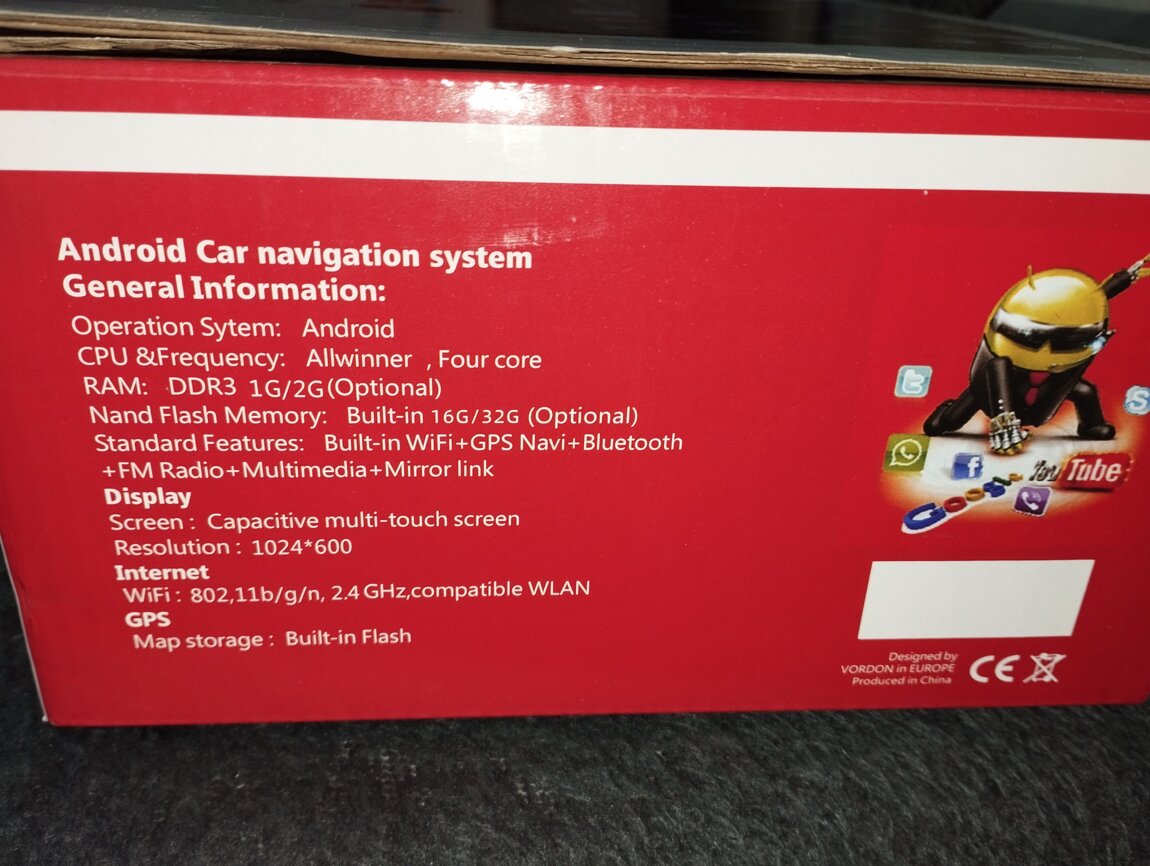 Android Car navigation system
General Information:
Operation Sytem: Android
CPU &Frequency: Allwinner , Four core
RAM: DDR3 1G/2G(Optional)
Nand Flash Memory: Built-in 16G/32G (Optional)
Standard Features: Built-in WiFi+GPS Navi+Bluetooth
+FM Radio+Multimedia+Mirror link
Display
Screen : Capacitive multi-touch screen
Resolution : 1024*600
Internet
WiFi : 802,11b/g/n, 2.4 GHz,compatible WLAN
GPS
Map storage : Built-in Flash
t
S
f
You Tube
Google
Designed by
VORDON in EUROPE
Produced in China
CE